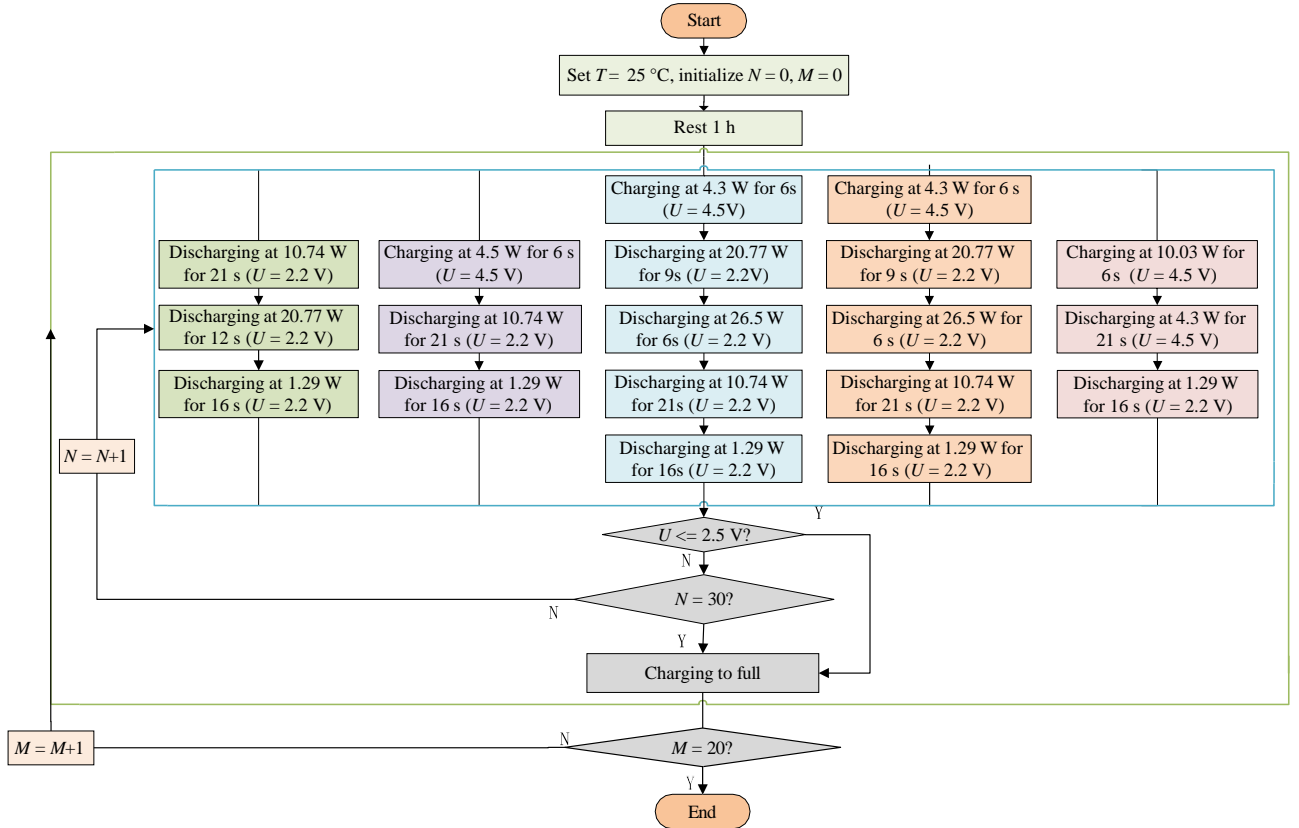 Start
Set T = 25 °C, initialize N = 0, M = 0
Rest 1 h
Discharging at 10.74 W
for 21 s (U = 2.2 V)
Discharging at 20.77 W
for 12 s (U = 2.2 V)
Discharging at 1.29 W
for 16 s (U = 2.2 V)
Charging at 4.5 W for 6 s
(U = 4.5 V)
Discharging at 10.74 W
for 21 s (U = 2.2 V)
Discharging at 1.29 W
for 16 s (U = 2.2 V)
Charging at 4.3 W for 6s
(U = 4.5V)
Discharging at 20.77 W
for 9s (U = 2.2V)
Discharging at 26.5 W
for 6s (U = 2.2 V)
Discharging at 10.74 W
for 21s (U = 2.2 V)
Discharging at 1.29 W
for 16s (U = 2.2 V)
Charging at 4.3 W for 6 s
(U = 4.5 V)
Discharging at 20.77 W
for 9 s (U = 2.2 V)
Discharging at 26.5 W for
6 s (U = 2.2 V)
Discharging at 10.74 W
for 21 s (U = 2.2 V)
Discharging at 1.29 W for
16 s (U = 2.2 V)
Charging at 10.03 W for
6 s (U = 4.5 V)
Discharging at 4.3 W for
21 s (U = 4.5 V)
Discharging at 1.29 W
for 16 s (U = 2.2 V)
N = N+1
U <= 2.5 V?
Y
N
N = 30?
N
Y
Charging to full
M = M+1
N
M = 20?
Y
End